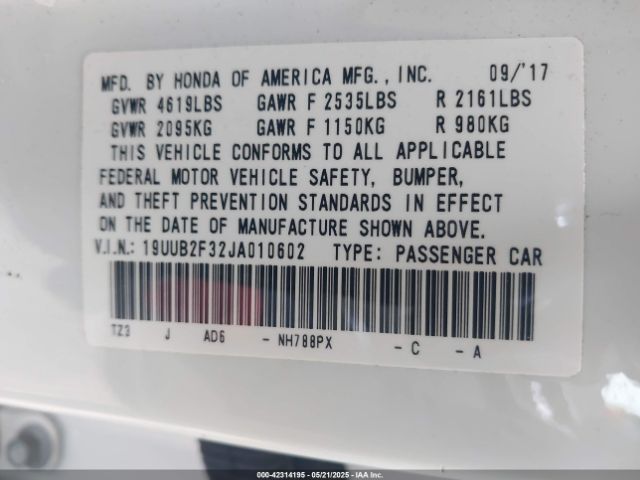 MFD. BY HONDA OF AMERICA MFG., INC. 09/'17
GVWR 4619LBS GAWR F 2535LBS R 2161LBS
GVWR 2095KG GAWR F 1150KG R 980KG
THIS VEHICLE CONFORMS TO ALL APPLICABLE
FEDERAL MOTOR VEHICLE SAFETY, BUMPER,
AND THEFT PREVENTION STANDARDS IN EFFECT
ON THE DATE OF MANUFACTURE SHOWN ABOVE.
V.I.N.: 19UUB2F32JA010602 TYPE: PASSENGER CAR
TZ3 J AD6 - NH788PX - C - A
000-42314195 - 05/21/2025 - IAA Inc.